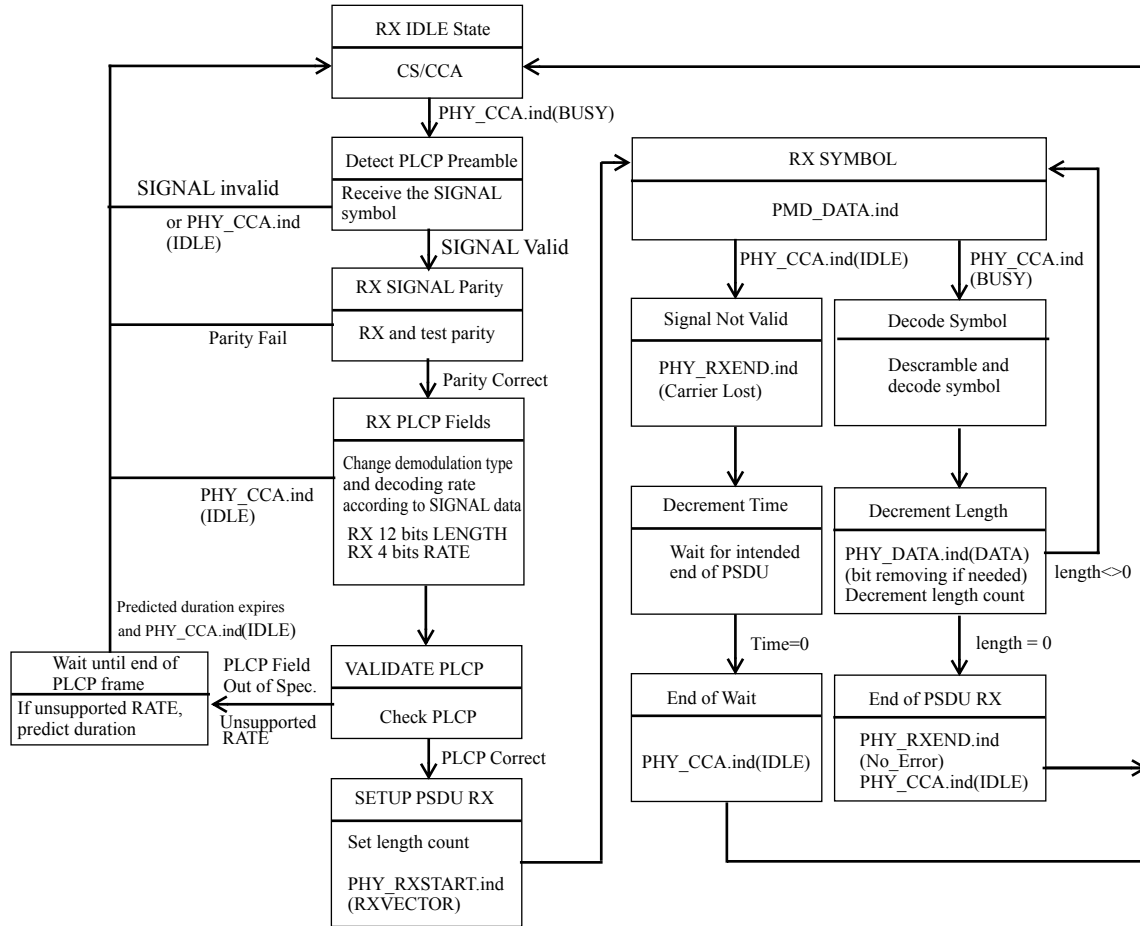 RX IDLE State
CS/CCA
PHY_CCA.ind(BUSY)
Detect PLCP Preamble
Receive the SIGNAL
symbol
SIGNAL invalid
or PHY_CCA.ind
(IDLE)
SIGNAL Valid
RX SIGNAL Parity
RX and test parity
Parity Fail
Parity Correct
RX PLCP Fields
Change demodulation type
and decoding rate
according to SIGNAL data
RX 12 bits LENGTH
RX 4 bits RATE
PHY_CCA.ind
(IDLE)
Predicted duration expires
and PHY_CCA.ind(IDLE)
Wait until end of
PLCP frame
If unsupported RATE,
predict duration
PLCP Field
Out of Spec.
Unsupported
RATE
VALIDATE PLCP
Check PLCP
PLCP Correct
SETUP PSDU RX
Set length count
PHY_RXSTART.ind
(RXVECTOR)
RX SYMBOL
PMD_DATA.ind
PHY_CCA.ind(IDLE)
PHY_CCA.ind
(BUSY)
Signal Not Valid
PHY_RXEND.ind
(Carrier Lost)
Decode Symbol
Descramble and
decode symbol
Decrement Time
Wait for intended
end of PSDU
Decrement Length
PHY_DATA.ind(DATA)
(bit removing if needed)
Decrement length count
length<>0
Time=0
length = 0
End of Wait
PHY_CCA.ind(IDLE)
End of PSDU RX
PHY_RXEND.ind
(No_Error)
PHY_CCA.ind(IDLE)